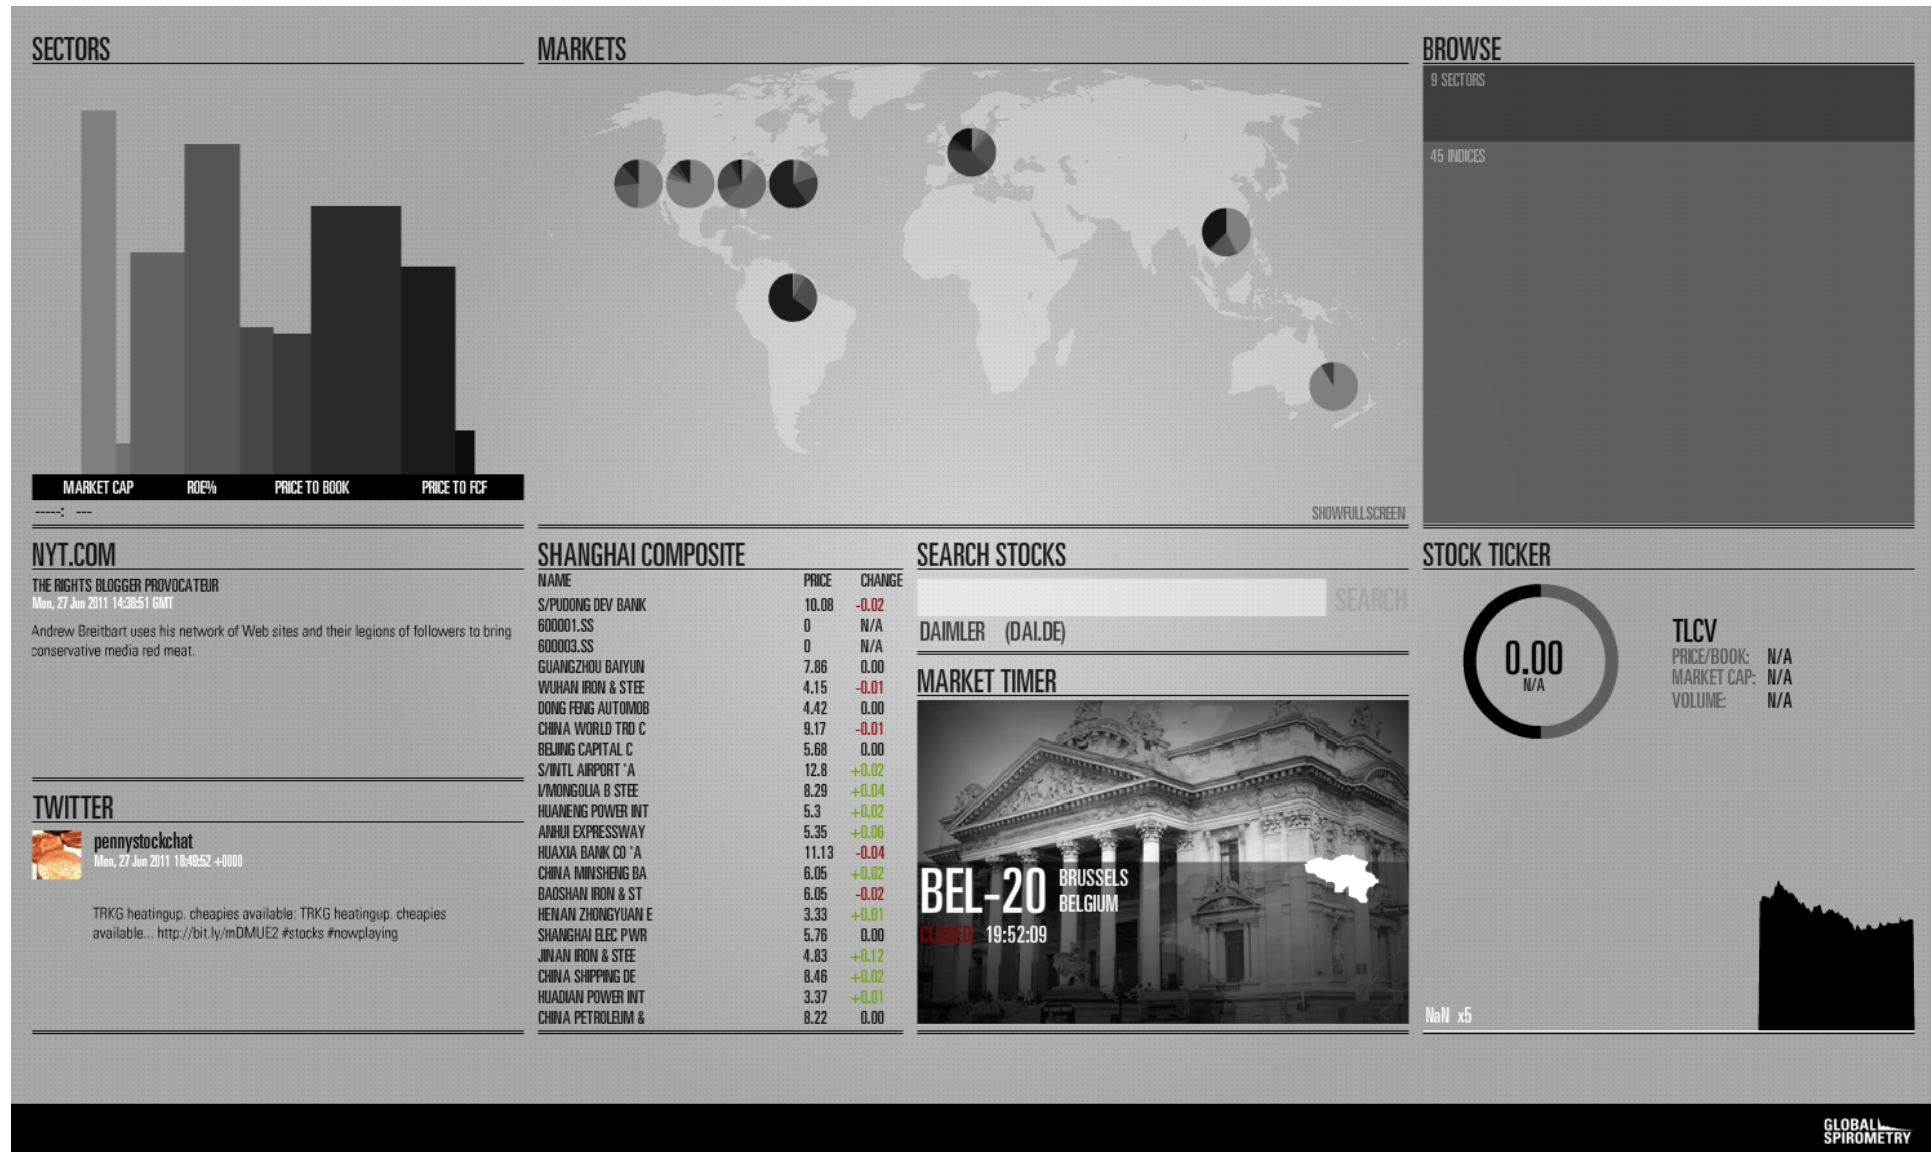 SECTORS
MARKET CAP ROE% PRICE TO BOOK PRICE TO FCF
-----: ---
MARKETS
SHOWFULLSCREEN
BROWSE
9 SECTORS
45 INDICES
NYT.COM
THE RIGHTS BLOGGER PROVOCATEUR
Mon, 27 Jun 2011 14:38:51 GMT
Andrew Breitbart uses his network of Web sites and their legions of followers to bring
conservative media red meat.
TWITTER
pennystockchat
Mon, 27 Jun 2011 18:49:52 +0000
TRKG heatingup. cheapies available: TRKG heatingup. cheapies
available... http://bit.ly/mDMUE2 #stocks #nowplaying
SHANGHAI COMPOSITE
NAME PRICE CHANGE
S/PUDONG DEV BANK 10.08 -0.02
600001.SS 0 N/A
600003.SS 0 N/A
GUANGZHOU BAIYUN 7.86 0.00
WUHAN IRON & STEE 4.15 -0.01
DONG FENG AUTOMOB 4.42 0.00
CHINA WORLD TRD C 9.17 -0.01
BEIJING CAPITAL C 5.68 0.00
S/INTL AIRPORT 'A 12.8 +0.02
I/MONGOLIA B STEE 8.29 +0.04
HUANENG POWER INT 5.3 +0.02
ANHUI EXPRESSWAY 5.35 +0.06
HUAXIA BANK CO 'A 11.13 -0.04
CHINA MINSHENG BA 6.05 +0.02
BAOSHAN IRON & ST 6.05 -0.02
HENAN ZHONGYUAN E 3.33 +0.01
SHANGHAI ELEC PWR 5.76 0.00
JINAN IRON & STEE 4.83 +0.12
CHINA SHIPPING DE 8.46 +0.02
HUADIAN POWER INT 3.37 +0.01
CHINA PETROLEUM & 8.22 0.00
SEARCH STOCKS
SEARCH
DAIMLER (DAI.DE)
MARKET TIMER
BEL-20
BRUSSELS
BELGIUM
CLOSED: 19:52:09
STOCK TICKER
0.00
N/A
TLCV
PRICE/BOOK: N/A
MARKET CAP: N/A
VOLUME: N/A
NaN x5
GLOBAL
SPIROMETRY